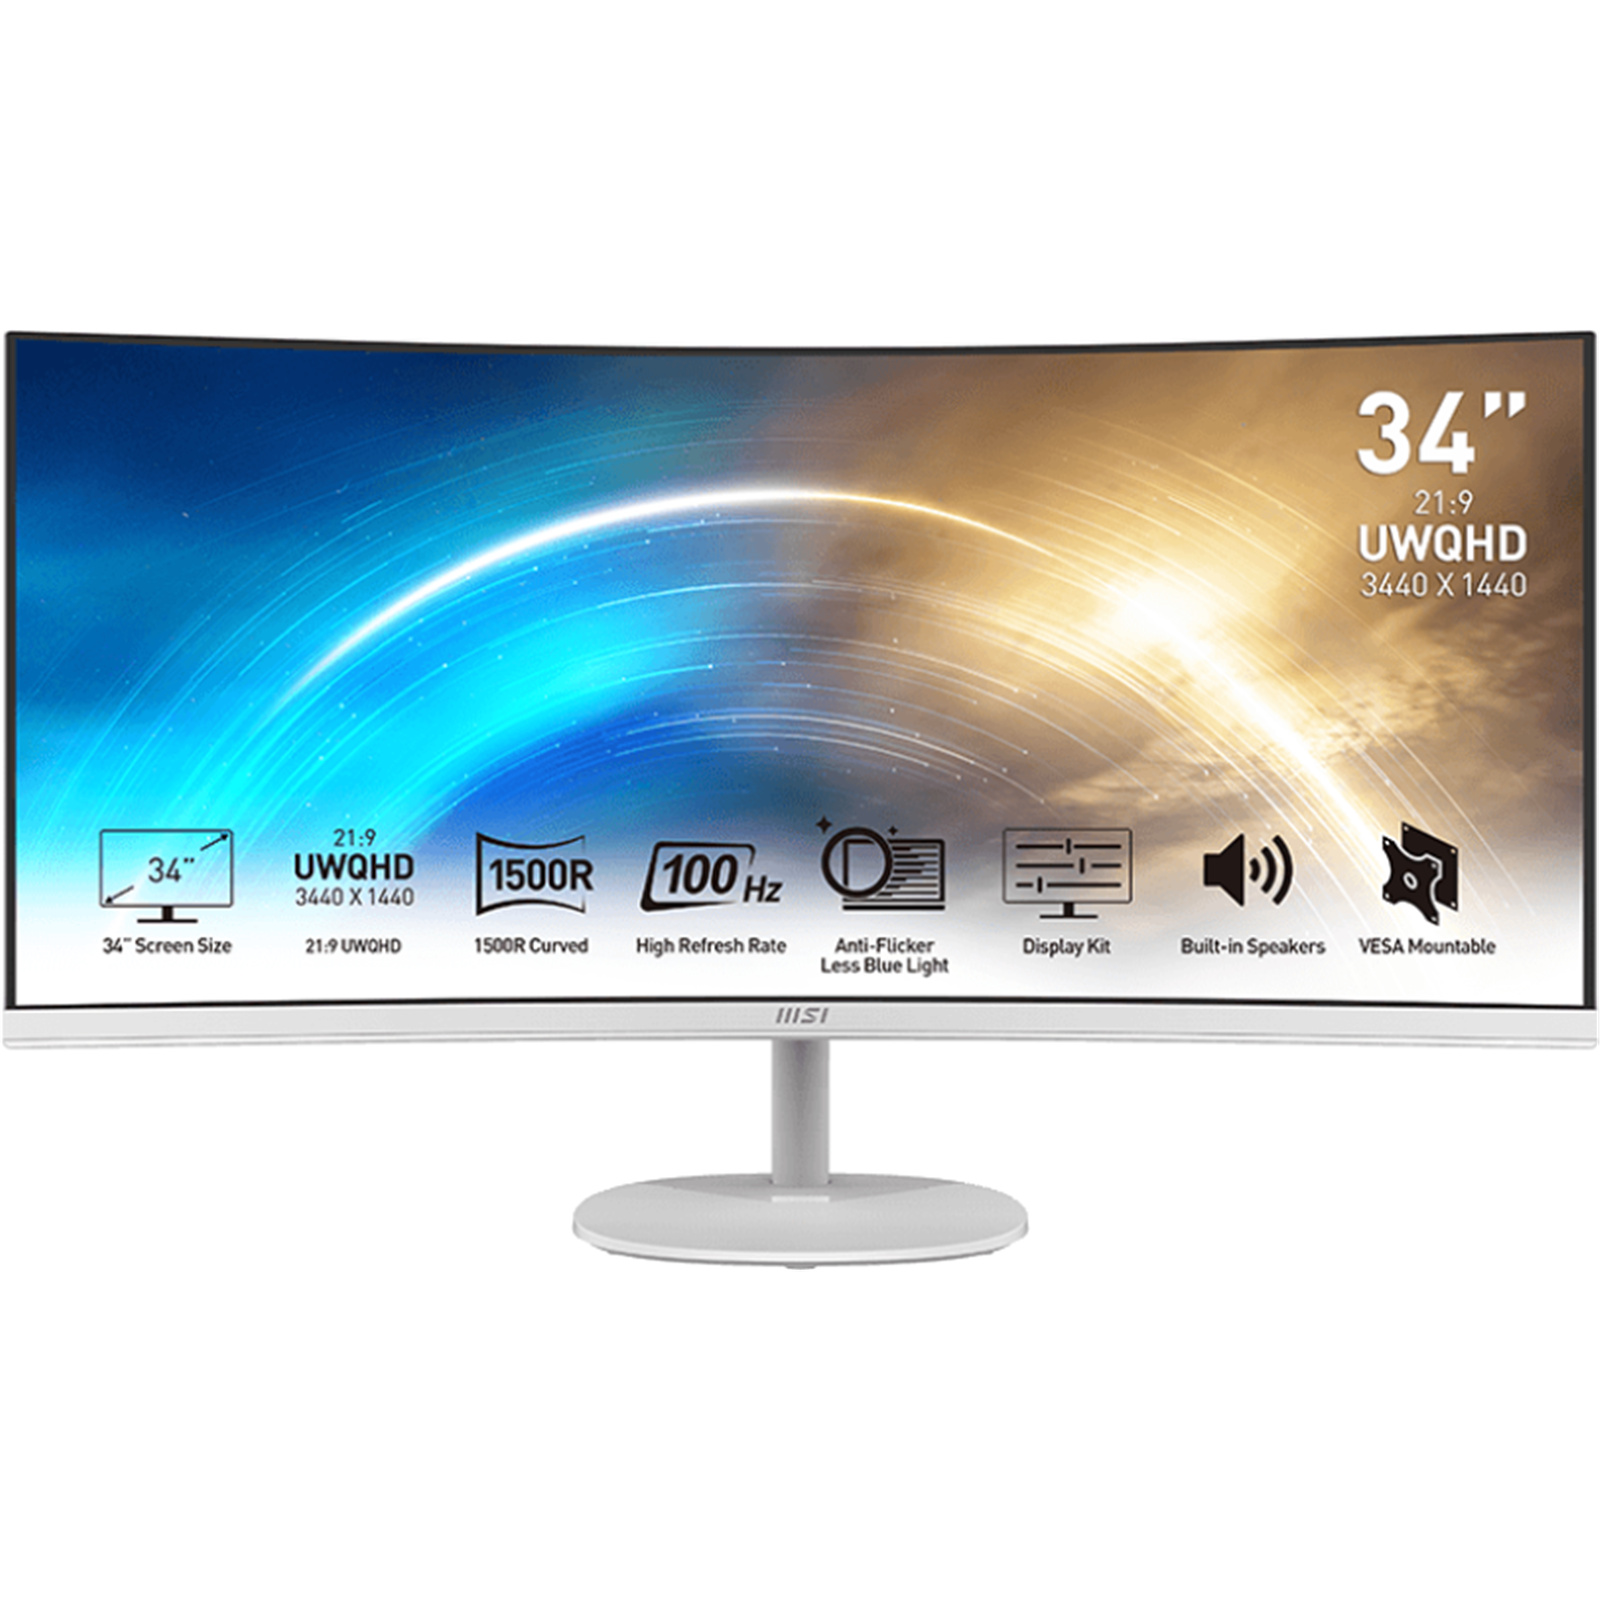 34”
21:9
UWQHD
3440 X 1440
34”
21:9
UWQHD
3440 X 1440
1500R
100 Hz
34” Screen Size
21:9 UWQHD
1500R Curved
High Refresh Rate
Anti-Flicker
Less Blue Light
Display Kit
Built-in Speakers
VESA Mountable
msi